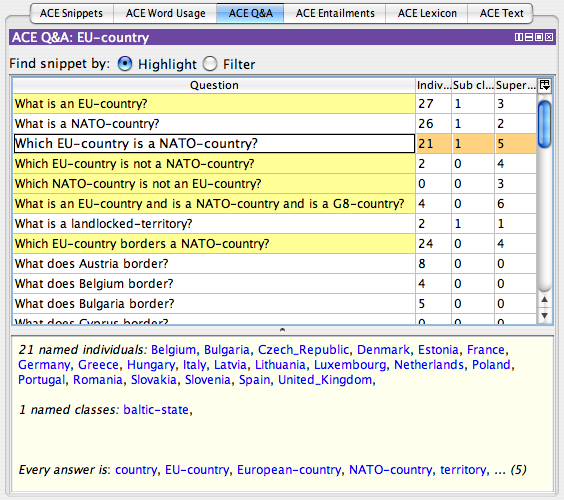 ACE Snippets ACE Word Usage ACE Q&A ACE Entailments ACE Lexicon ACE Text
ACE Q&A: EU-country
Find snippet by: Highlight Filter
Question Indiv... Sub cl... Super...
What is an EU-country? 27 1 3
What is a NATO-country? 26 1 2
Which EU-country is a NATO-country? 21 1 5
Which EU-country is not a NATO-country? 2 0 4
Which NATO-country is not an EU-country? 0 0 3
What is an EU-country and is a NATO-country and is a G8-country? 4 0 6
What is a landlocked-territory? 2 1 1
Which EU-country borders a NATO-country? 24 0 4
What does Austria border? 8 0 0
What does Belgium border? 4 0 0
What does Bulgaria border? 5 0 0
What does Cyprus border? 0 0 0
21 named individuals: Belgium, Bulgaria, Czech_Republic, Denmark, Estonia, France,
Germany, Greece, Hungary, Italy, Latvia, Lithuania, Luxembourg, Netherlands, Poland,
Portugal, Romania, Slovakia, Slovenia, Spain, United_Kingdom,
1 named classes: baltic-state,
Every answer is: country, EU-country, European-country, NATO-country, territory, ... (5)